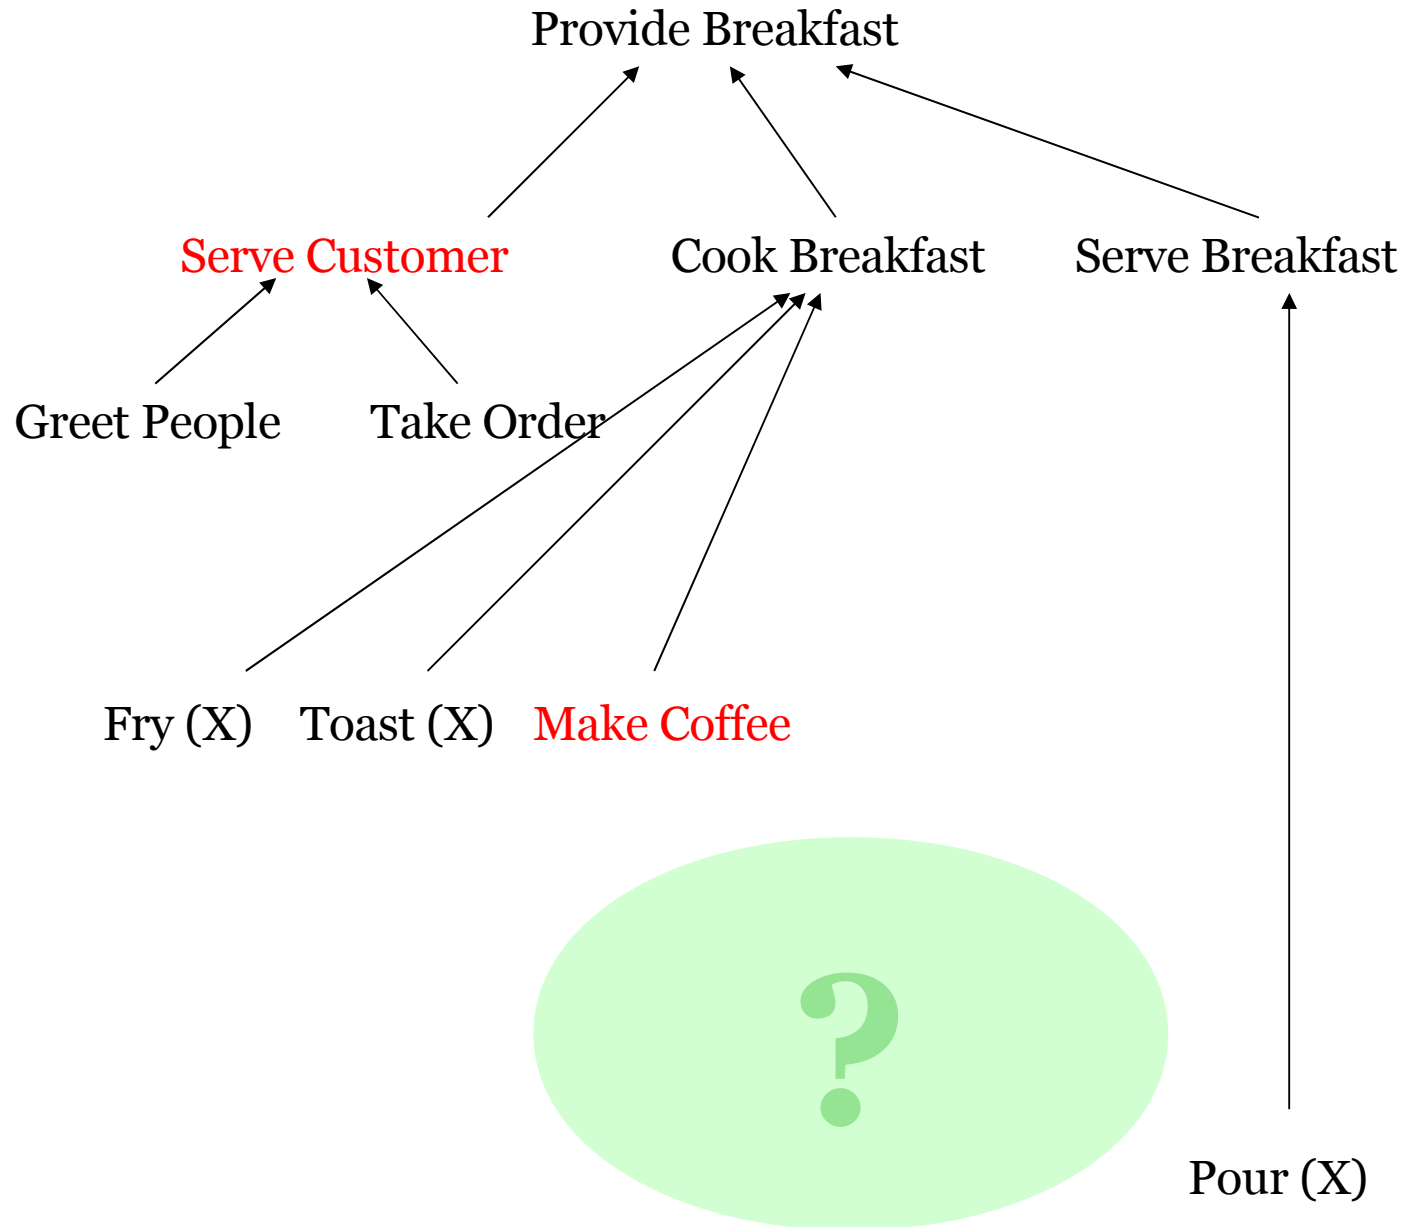 Provide Breakfast
Serve Customer
Cook Breakfast
Serve Breakfast
Greet People
Take Order
Fry (X)
Toast (X)
Make Coffee
?
Pour (X)